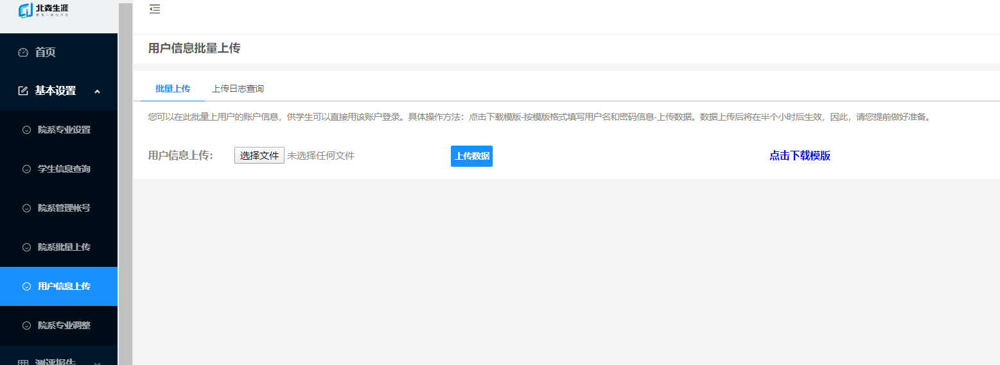 北森生涯
教育一体化平台
首页
基本设置
院系专业设置
学生信息查询
院系管理帐号
院系批量上传
用户信息上传
院系专业调整
测评报告
用户信息批量上传
批量上传 上传日志查询
您可以在此批量上用户的账户信息，供学生可以直接用该账户登录。具体操作方法：点击下载模版-按模版格式填写用户名和密码信息-上传数据。数据上传后将在半个小时后生效，因此，请您提前做好准备。
用户信息上传： 选择文件 未选择任何文件 上传数据 点击下载模版